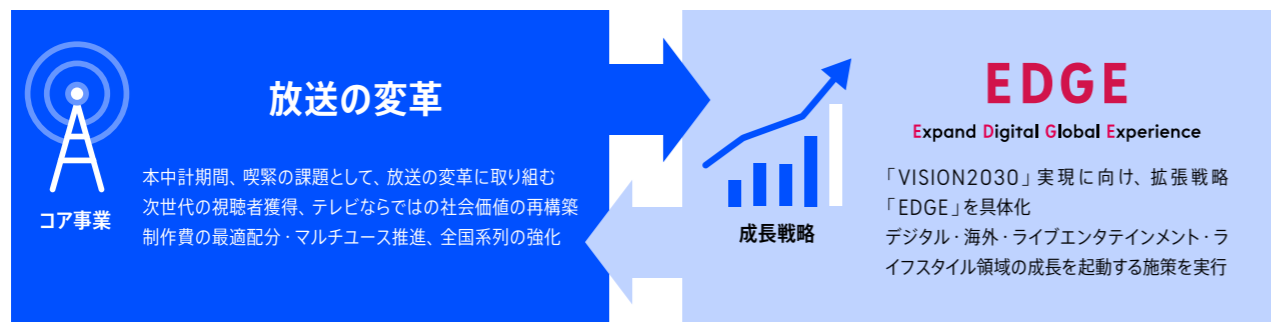 放送の変革
本中計期間、喫緊の課題として、放送の変革に取り組む
次世代の視聴者獲得、テレビならではの社会価値の再構築
制作費の最適配分・マルチユース推進、全国系列の強化
コア事業
成長戦略
EDGE
Expand Digital Global Experience
「VISION2030」実現に向け、拡張戦略
「EDGE」を具体化
デジタル・海外・ライブエンタテインメント・ラ
イフスタイル領域の成長を起動する施策を実行